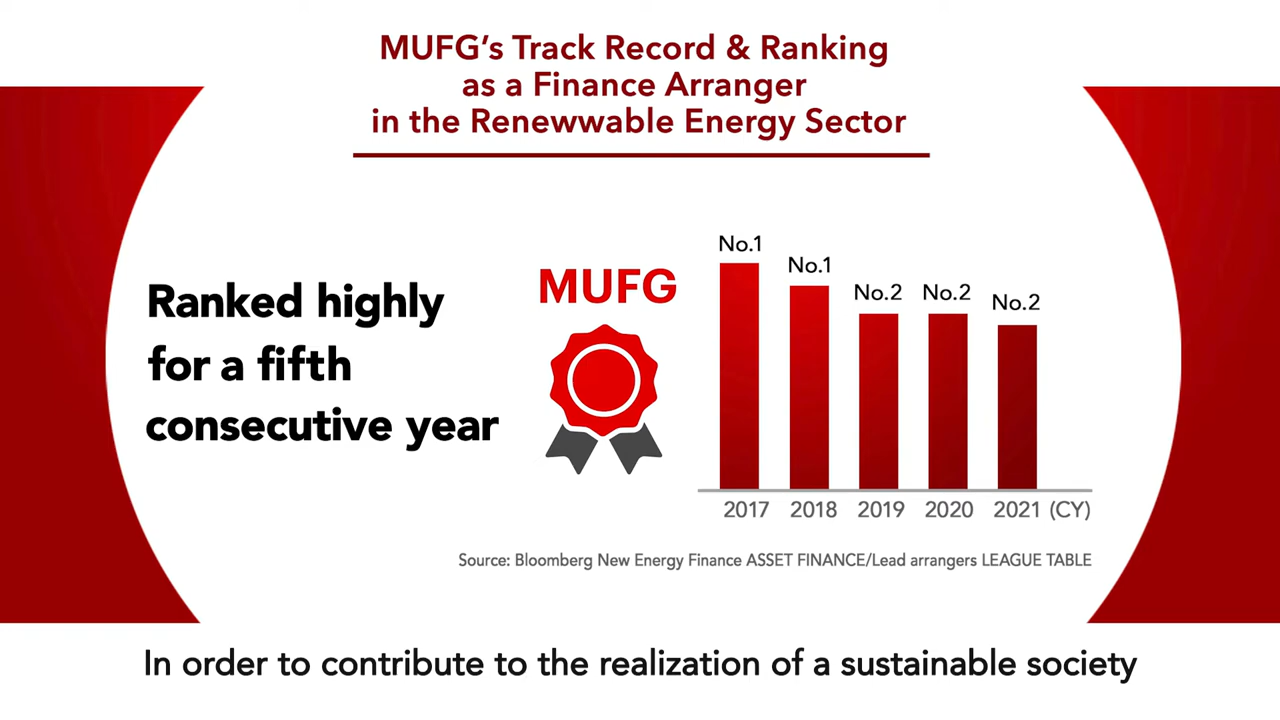 MUFG's Track Record & Ranking
as a Finance Arranger
in the Renewwable Energy Sector
Ranked highly
for a fifth
consecutive year
MUFG
No.1
No.1
No.2
No.2
No.2
2017
2018
2019
2020
2021 (CY)
Source: Bloomberg New Energy Finance ASSET FINANCE/Lead arrangers LEAGUE TABLE
In order to contribute to the realization of a sustainable society